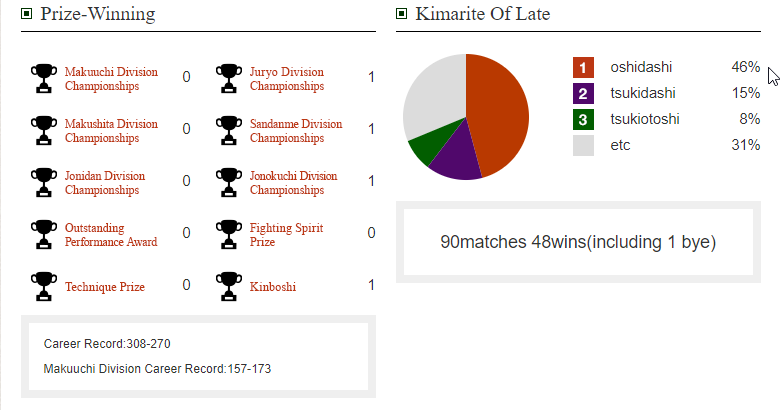 Prize-Winning
Makuuchi Division
Championships
0
Juryo Division
Championships
1
Makushita Division
Championships
0
Sandanme Division
Championships
1
Jonidan Division
Championships
0
Jonokuchi Division
Championships
1
Outstanding
Performance Award
0
Fighting Spirit
Prize
0
Technique Prize
0
Kinboshi
1
Career Record:308-270
Makuuchi Division Career Record:157-173
Kimarite Of Late
1 oshidashi 46%
2 tsukidashi 15%
3 tsukiotoshi 8%
etc 31%
90matches 48wins(including 1 bye)